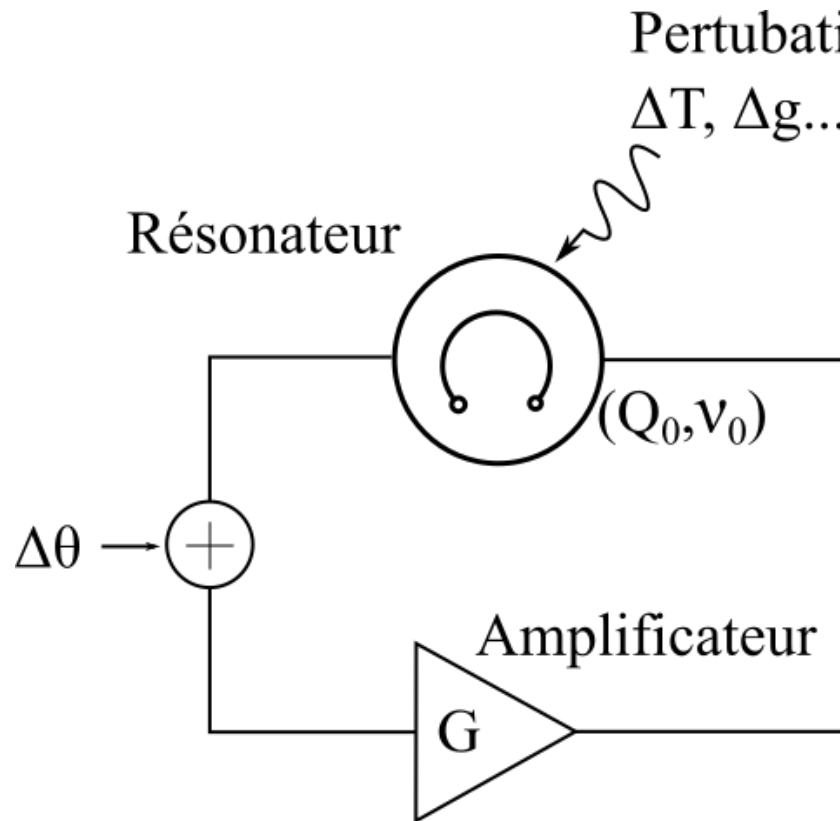 Pertubati
ΔT, Δg...
Résonateur
(Q₀,ν₀)
Δθ
Amplificateur
G